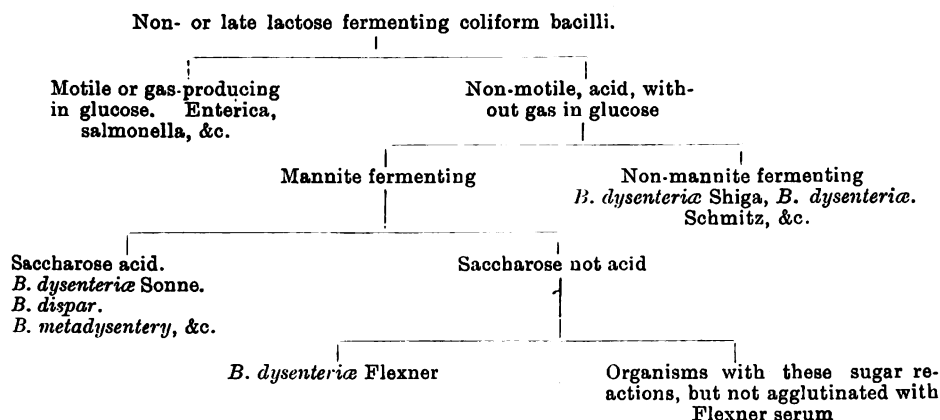 Non- or late lactose fermenting coliform bacilli.
Motile or gas-producing
in glucose. Enterica,
salmonella, &c.
Non-motile, acid, with-
out gas in glucose
Mannite fermenting
Non-mannite fermenting
B. dysenteriæ Shiga, B. dysenteriæ.
Schmitz, &c.
Saccharose acid.
B. dysenteriæ Sonne.
B. dispar.
B. metadysentery, &c.
Saccharose not acid
B. dysenteriæ Flexner
Organisms with these sugar re-
actions, but not agglutinated with
Flexner serum